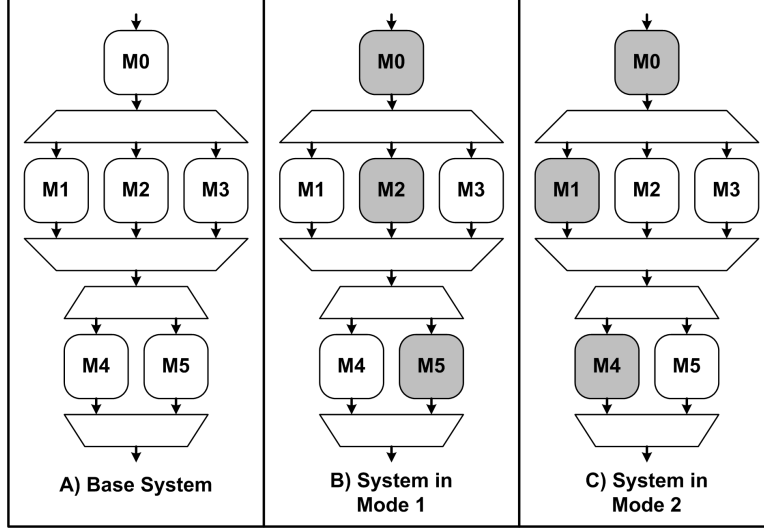 M0
M1 M2 M3
M4 M5
A) Base System
M0
M1 M2 M3
M4 M5
B) System in
Mode 1
M0
M1 M2 M3
M4 M5
C) System in
Mode 2